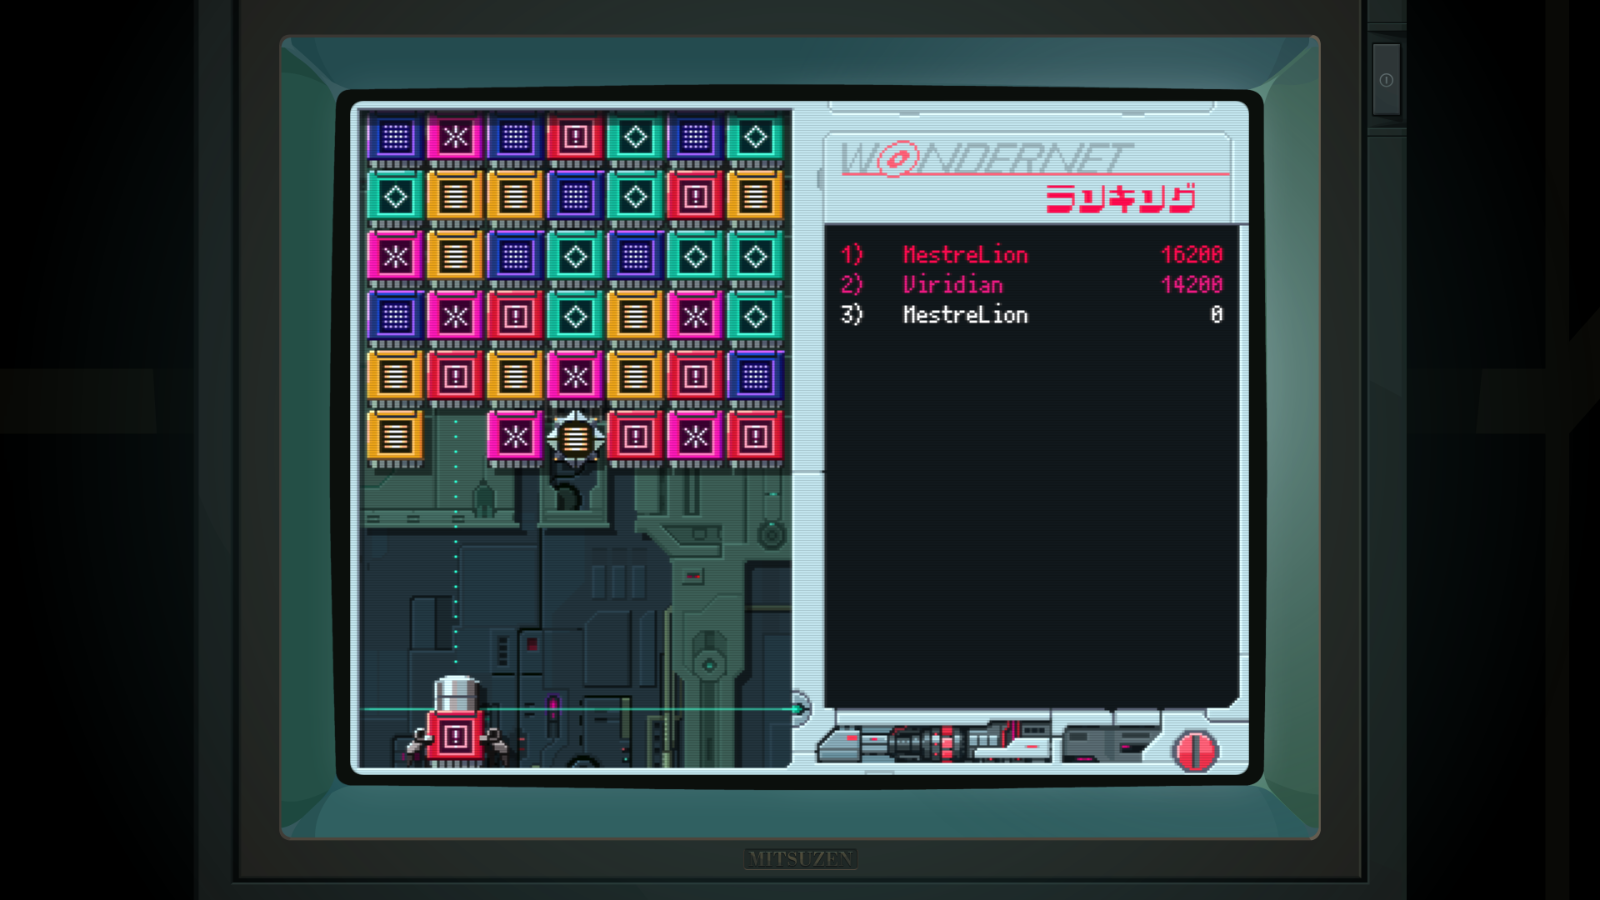 WONDERNET
ランキング
1) MestreLion 16200
2) Viridian 14200
3) MestreLion 0
MITSUZEN